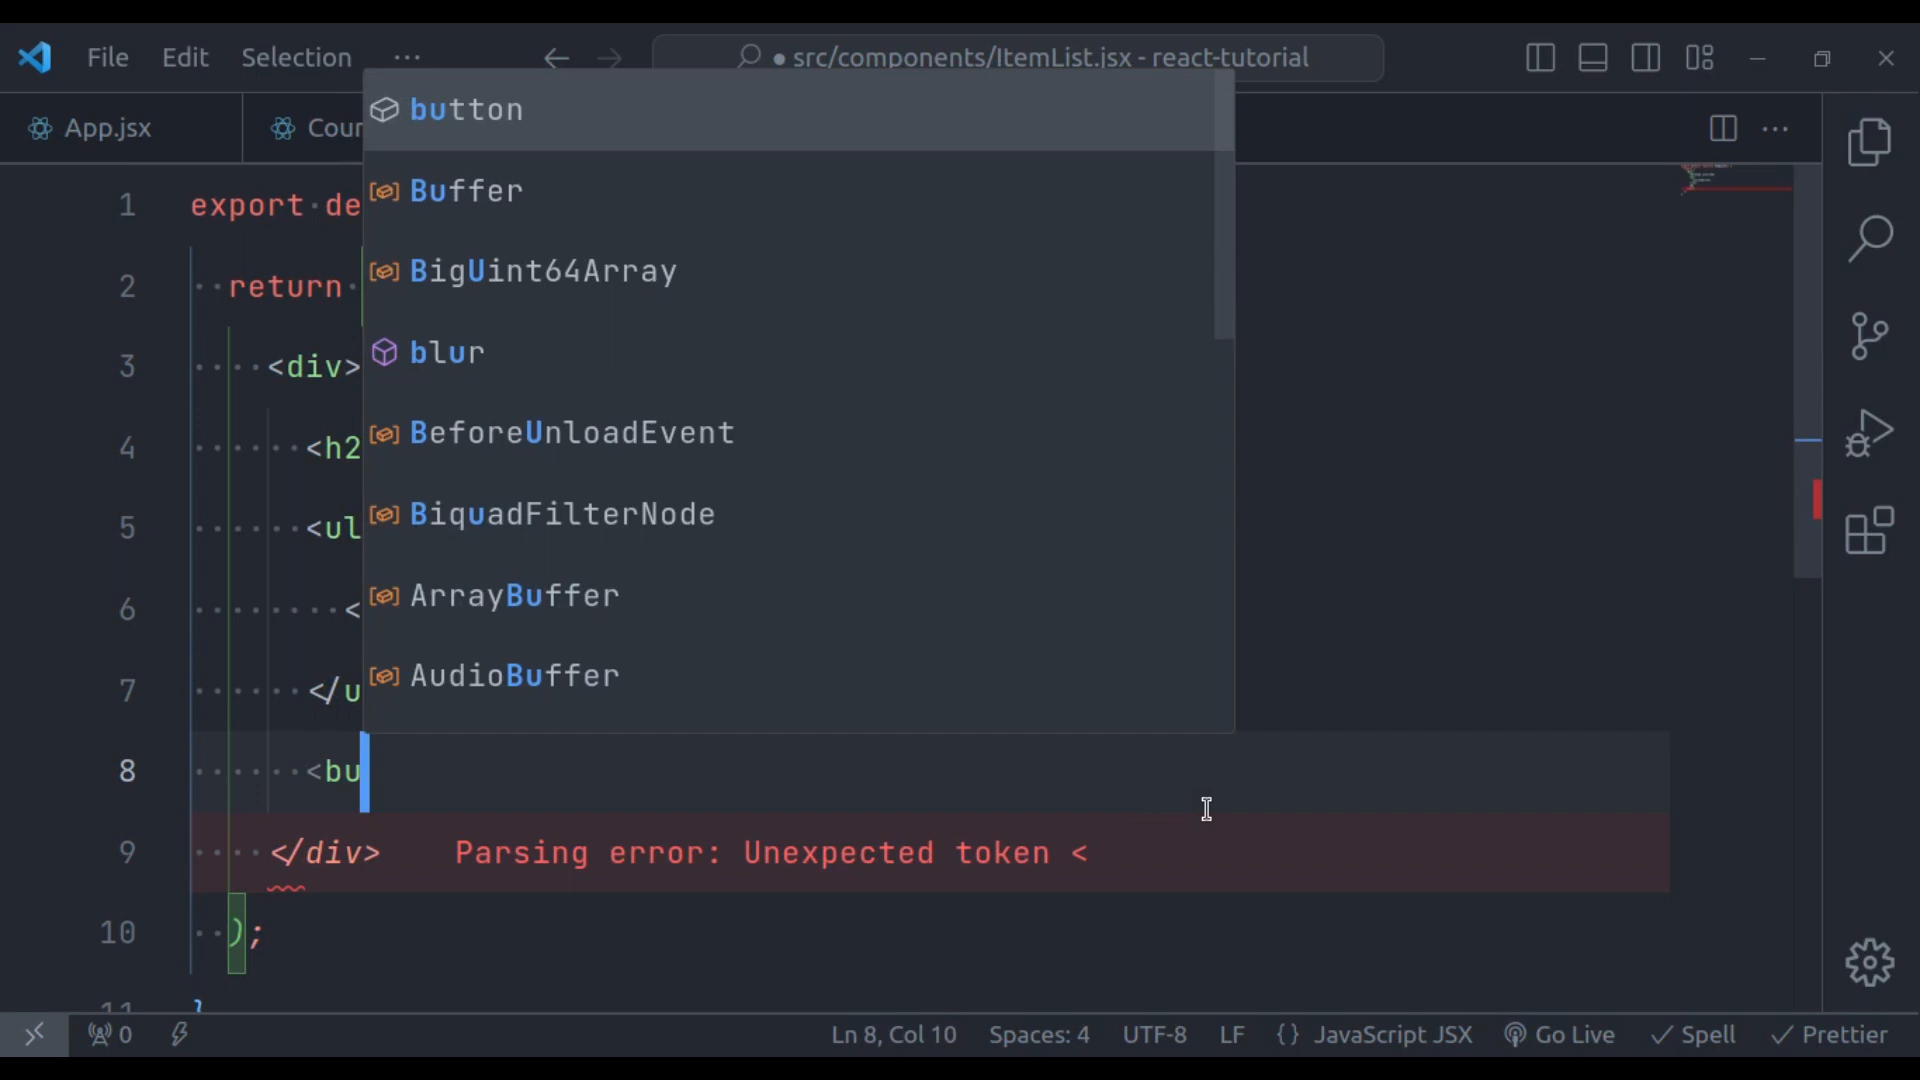 File Edit Selection ··· ● src/components/ItemList.jsx - react-tutorial
App.jsx Cour
button
Buffer
BigUint64Array
blur
BeforeUnloadEvent
BiquadFilterNode
ArrayBuffer
AudioBuffer
1 export de
2 return
3 <div>
4 <h2
5 <ul
6 <
7 </u
8 <bu
9 </div> Parsing error: Unexpected token <
10 );
11 }
0 Ln 8, Col 10 Spaces: 4 UTF-8 LF {} JavaScript JSX Go Live ✓ Spell ✓ Prettier